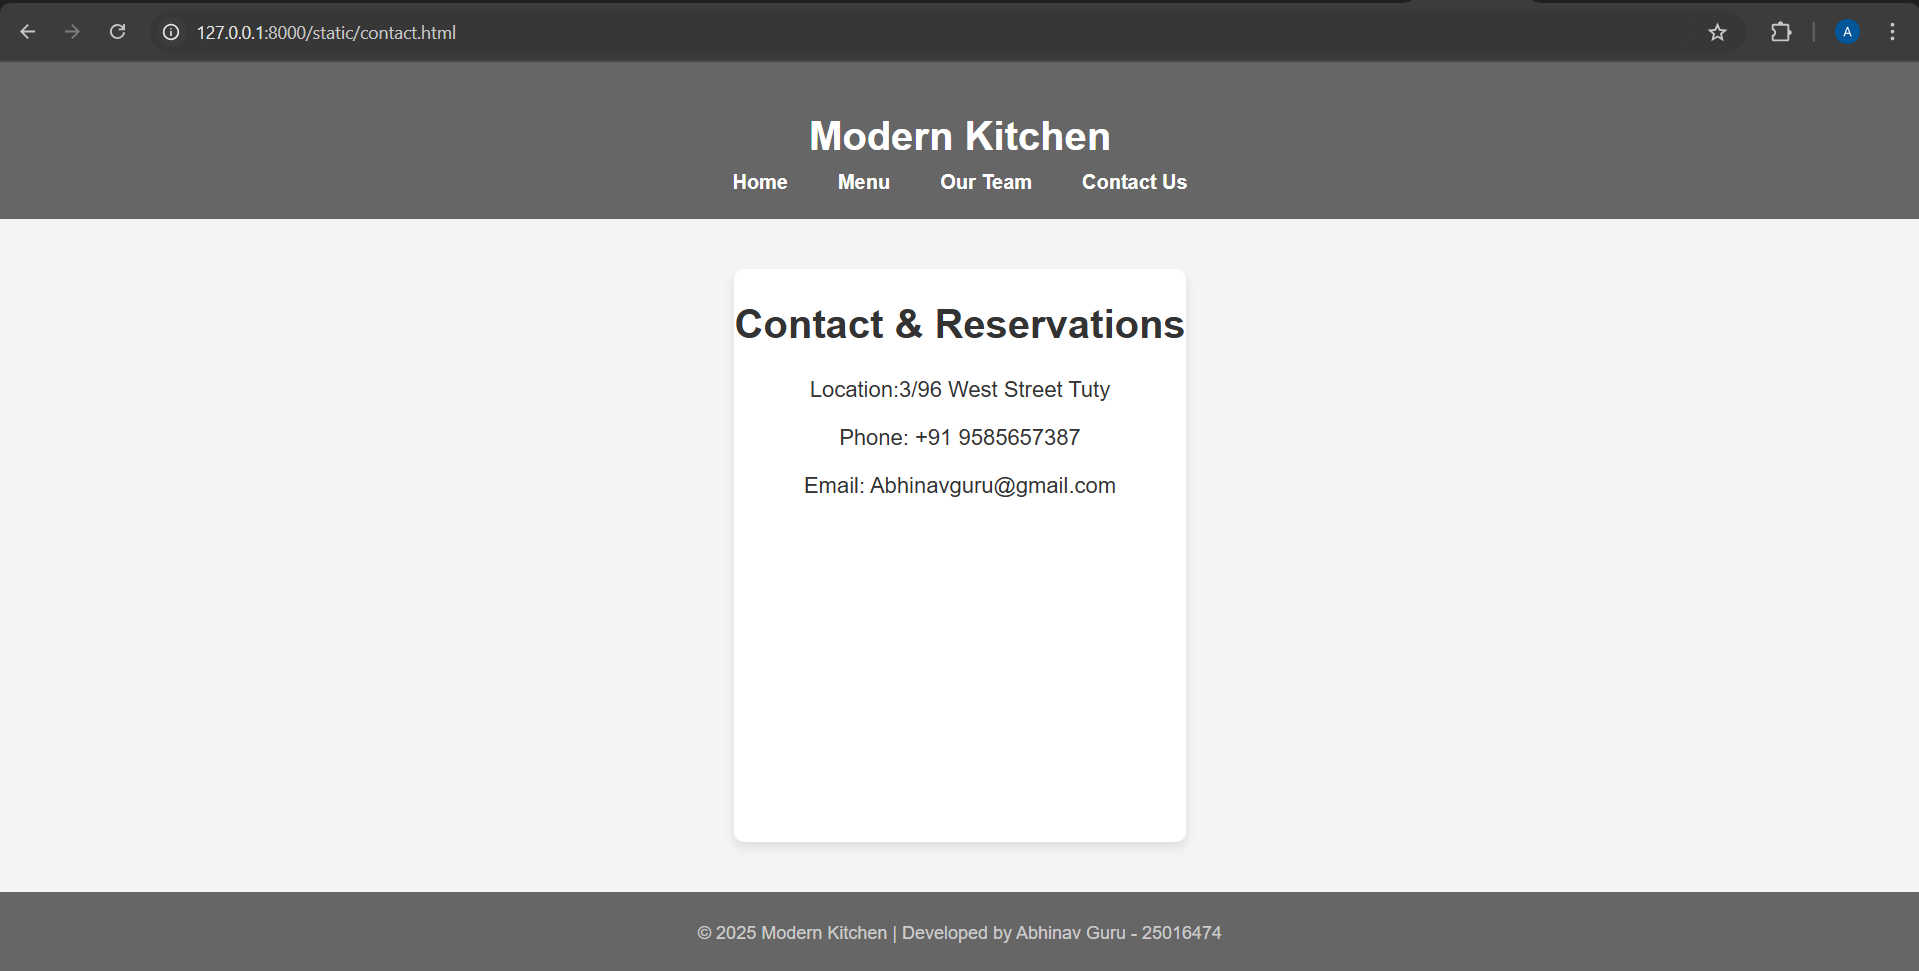 127.0.0.1:8000/static/contact.html
A
Modern Kitchen
Home Menu Our Team Contact Us
Contact & Reservations
Location:3/96 West Street Tuty
Phone: +91 9585657387
Email: Abhinavguru@gmail.com
© 2025 Modern Kitchen | Developed by Abhinav Guru - 25016474